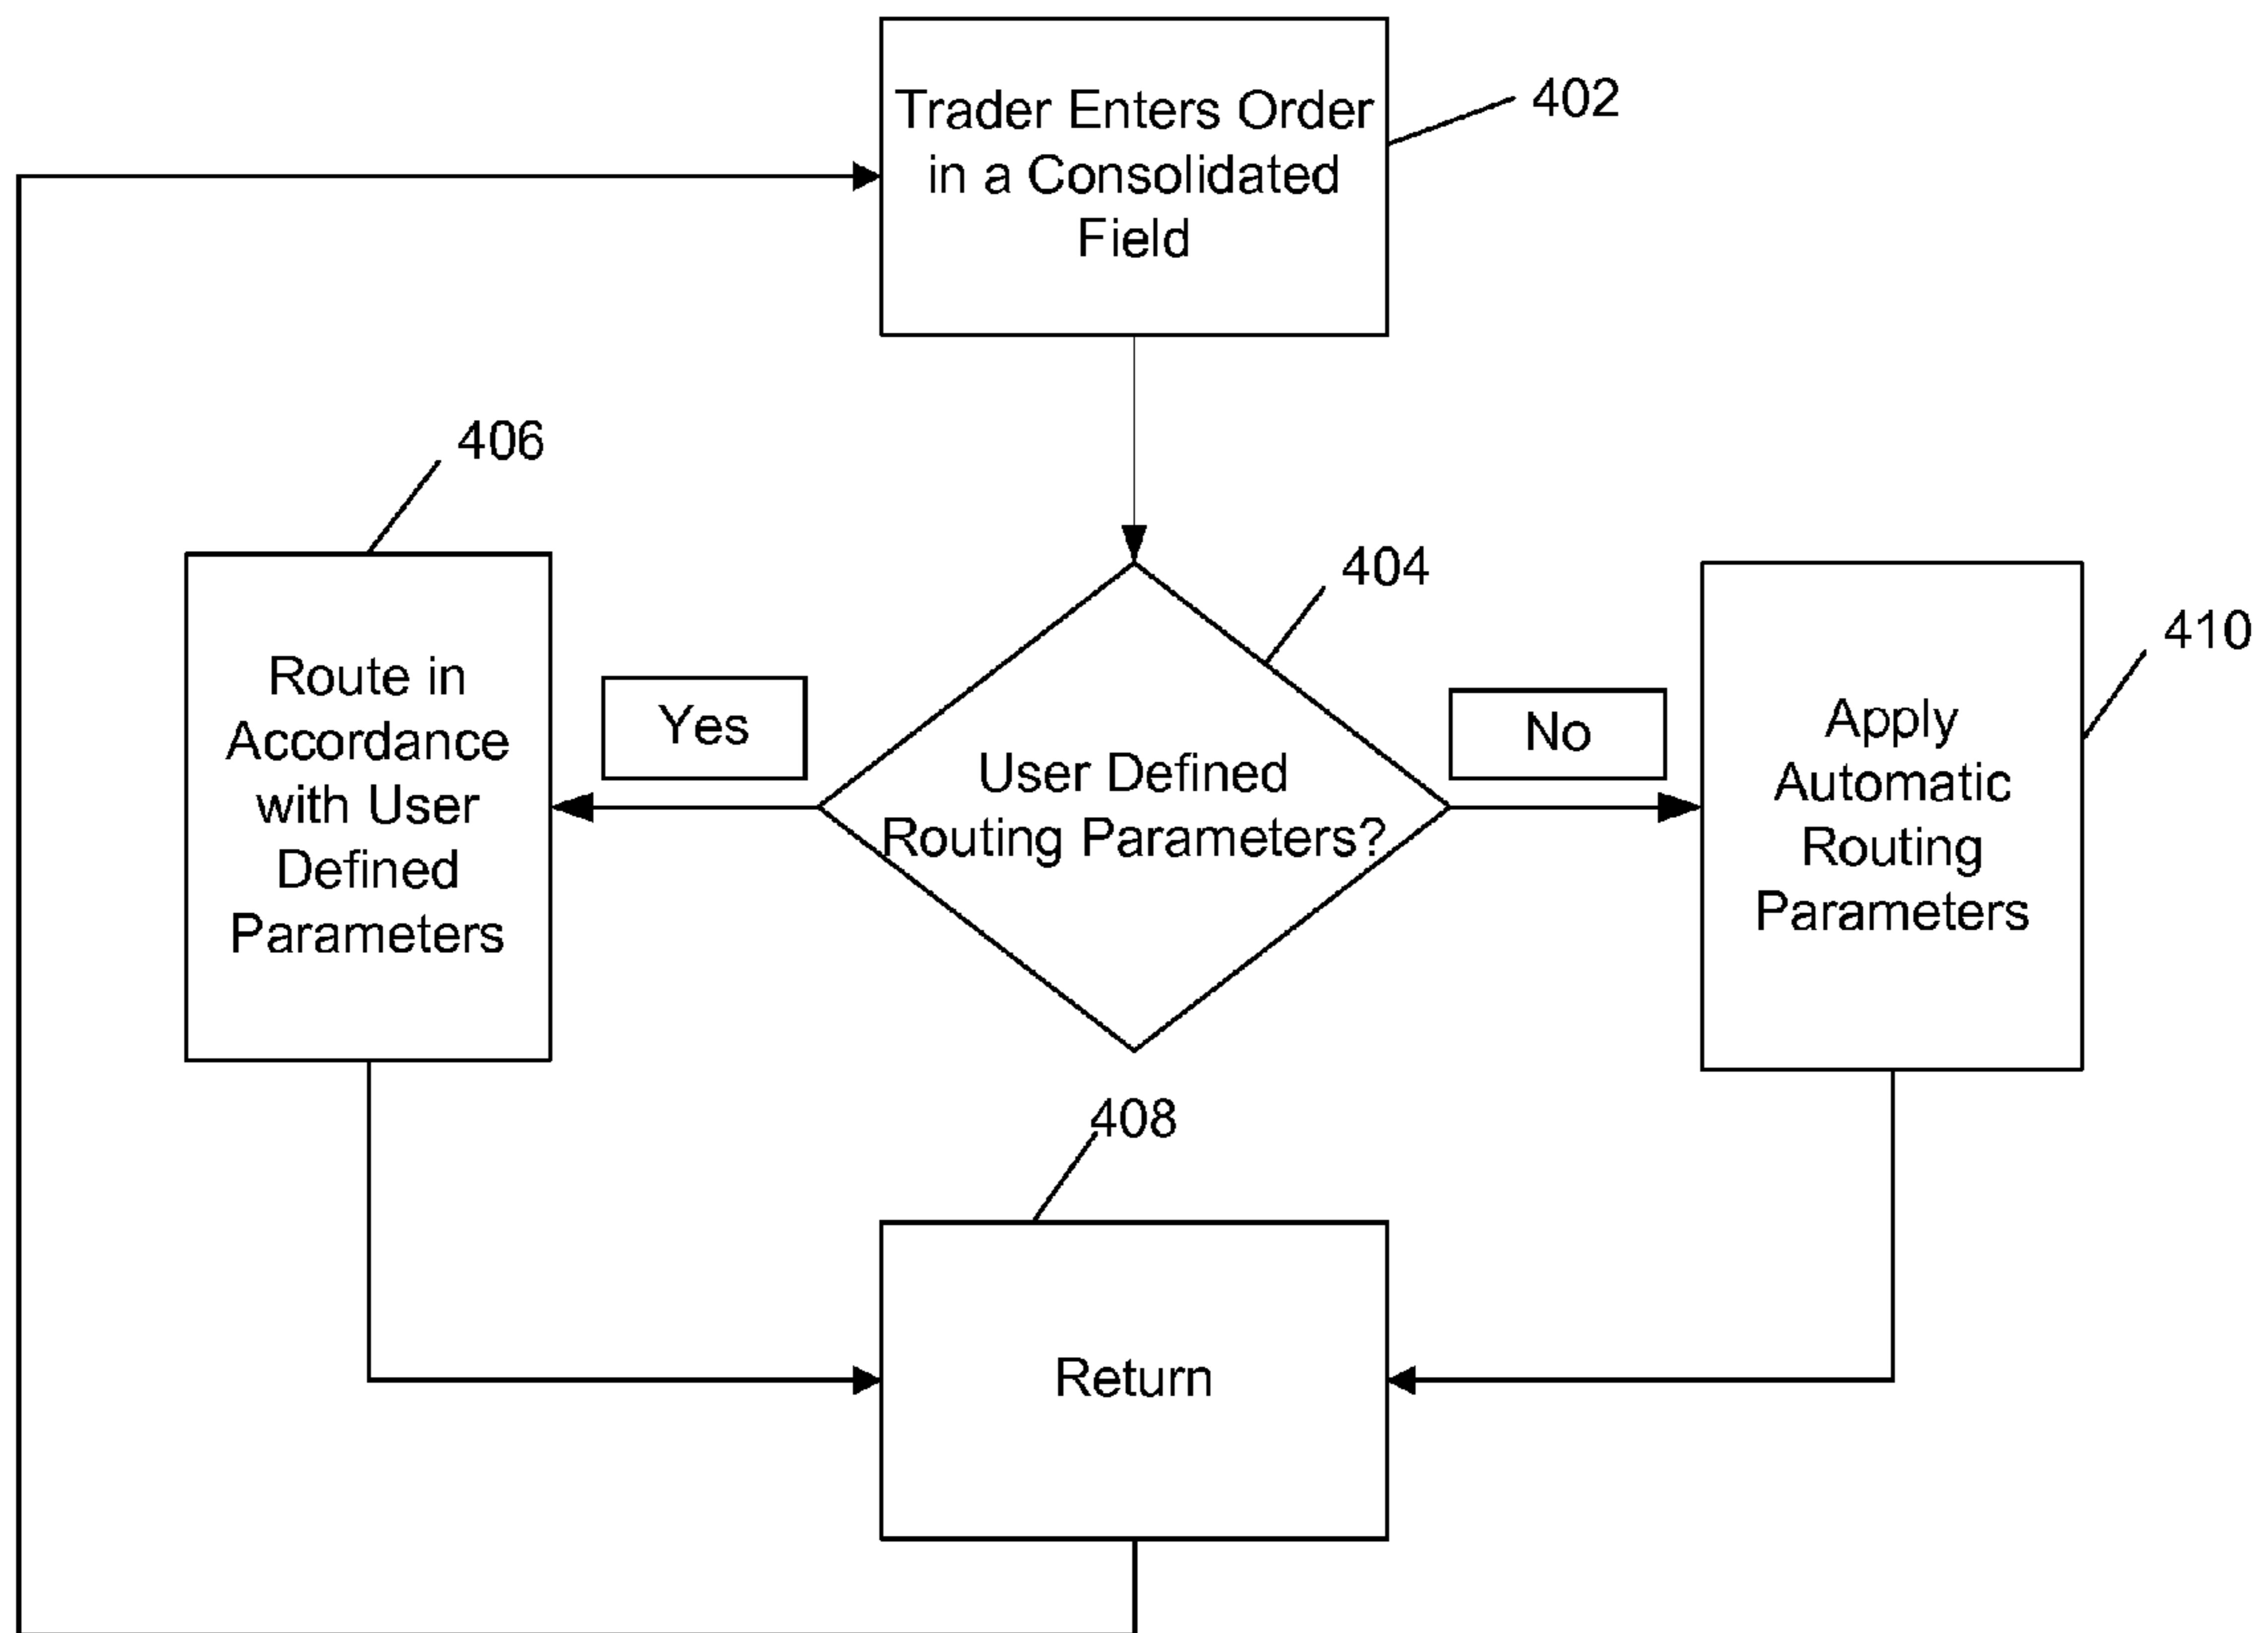 Trader Enters Order
in a Consolidated
Field
402
406
404
410
Route in
Accordance
with User
Defined
Parameters
Yes
User Defined
Routing Parameters?
No
Apply
Automatic
Routing
Parameters
408
Return